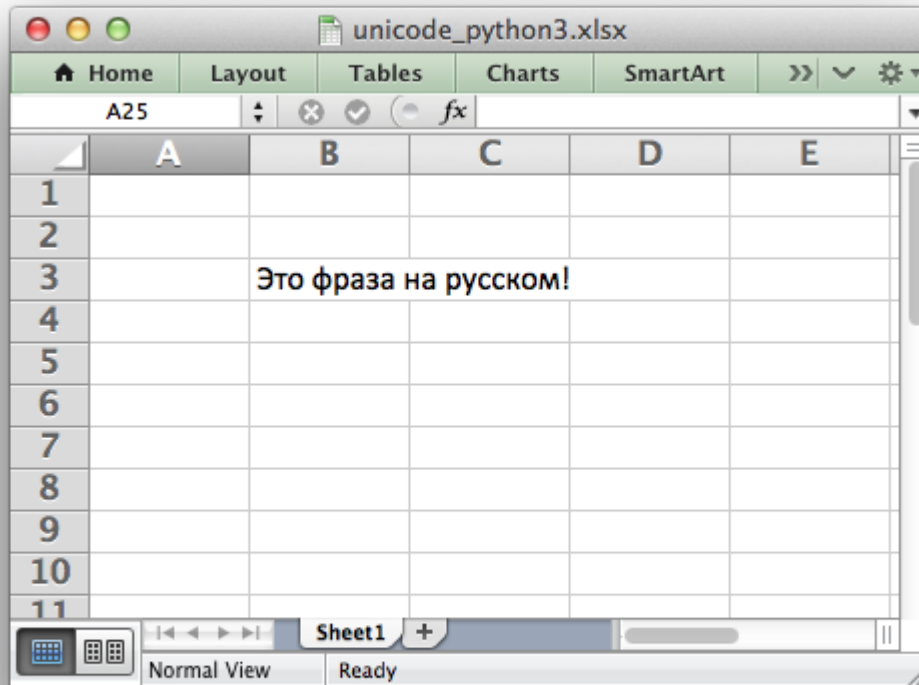 unicode_python3.xlsx
Home Layout Tables Charts SmartArt
A25 fx
A B C D E
1
2
3 Это фраза на русском!
4
5
6
7
8
9
10
11
Sheet1
Normal View Ready